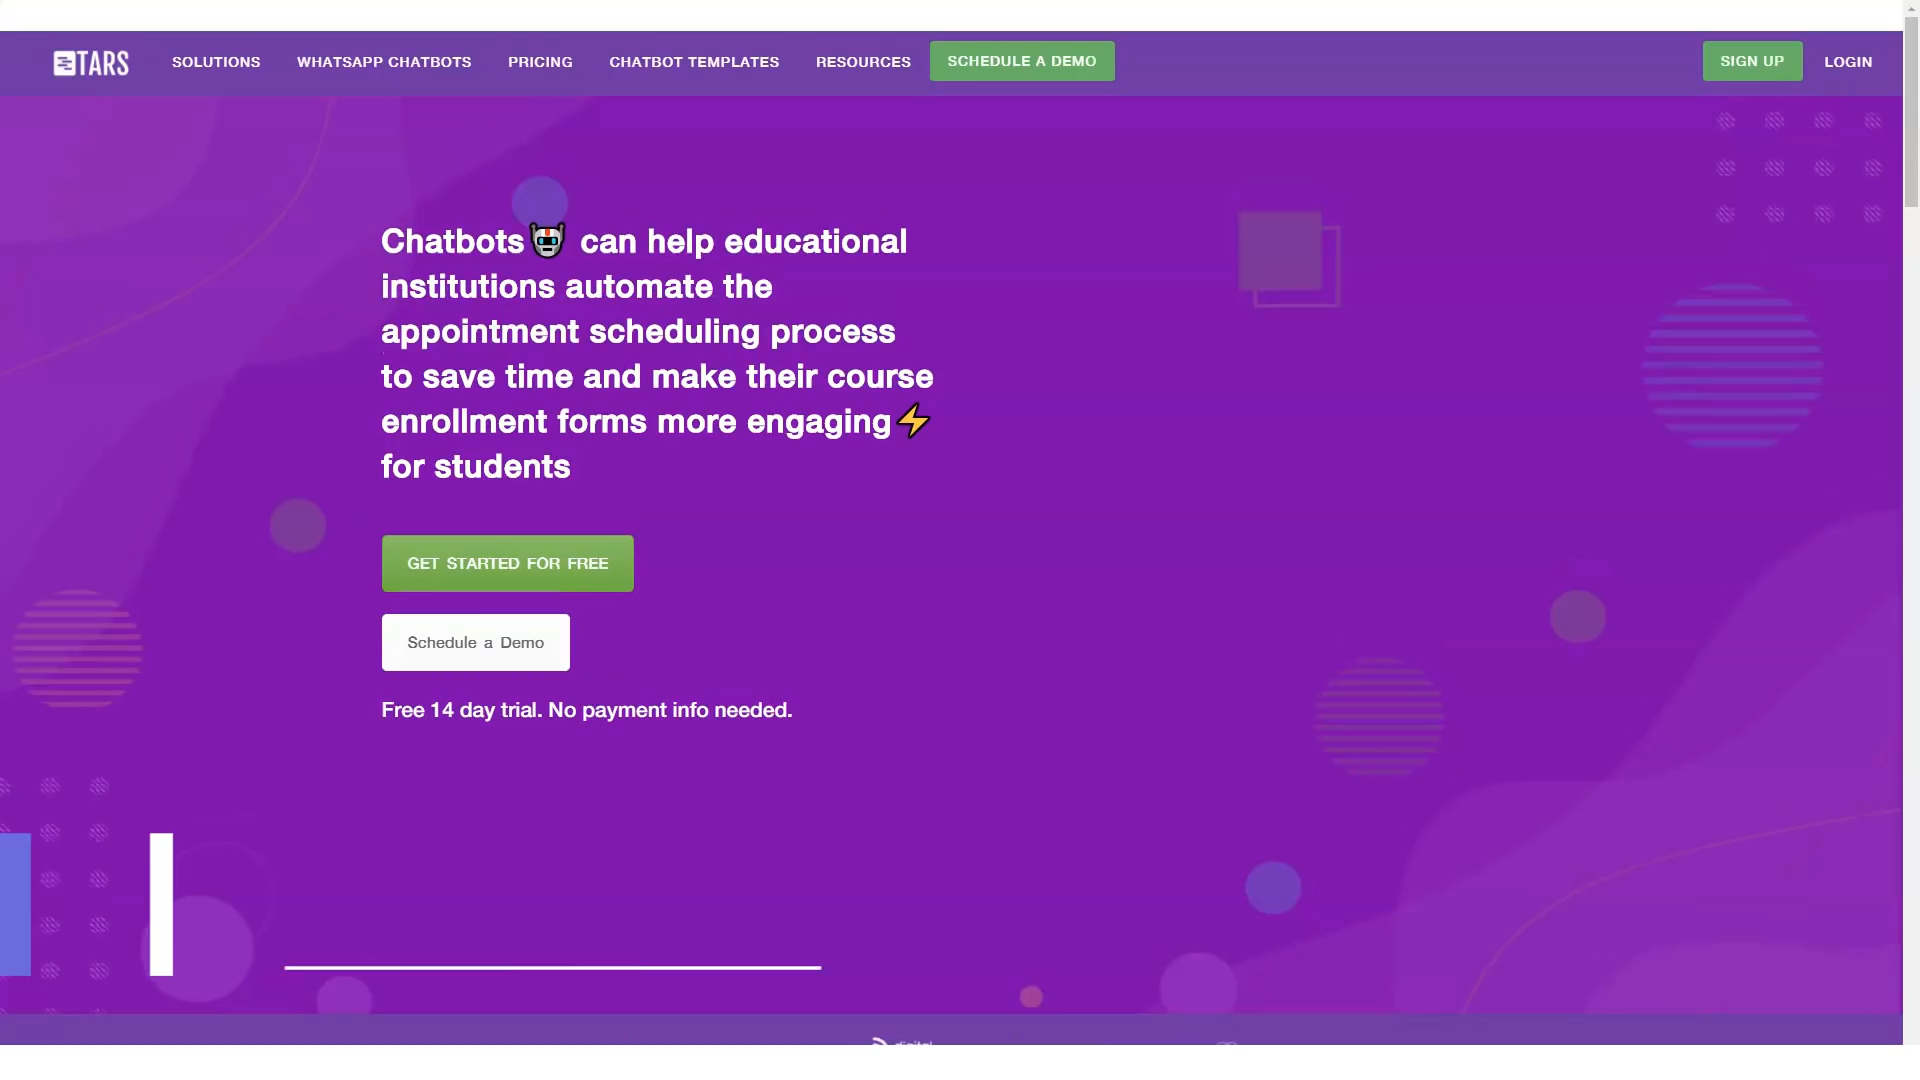 TARS
SOLUTIONS
WHATSAPP CHATBOTS
PRICING
CHATBOT TEMPLATES
RESOURCES
SCHEDULE A DEMO
SIGN UP
LOGIN
Chatbots🤖 can help educational
institutions automate the
appointment scheduling process
to save time and make their course
enrollment forms more engaging⚡
for students
GET STARTED FOR FREE
Schedule a Demo
Free 14 day trial. No payment info needed.